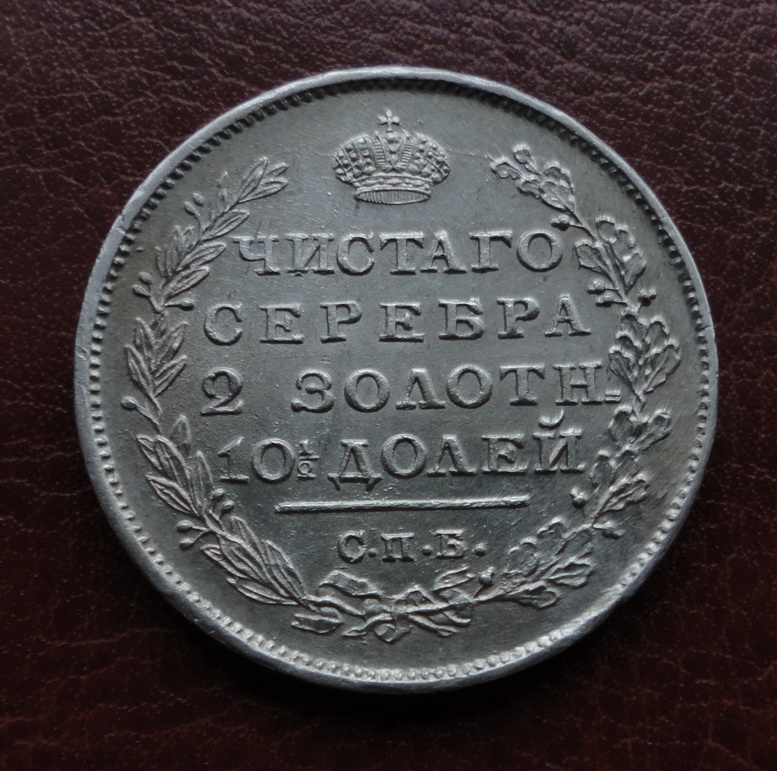 ЧИСТАГО
СЕРЕБРА
2 ЗОЛОТН.
10½ ДОЛЕЙ
С.П.Б.